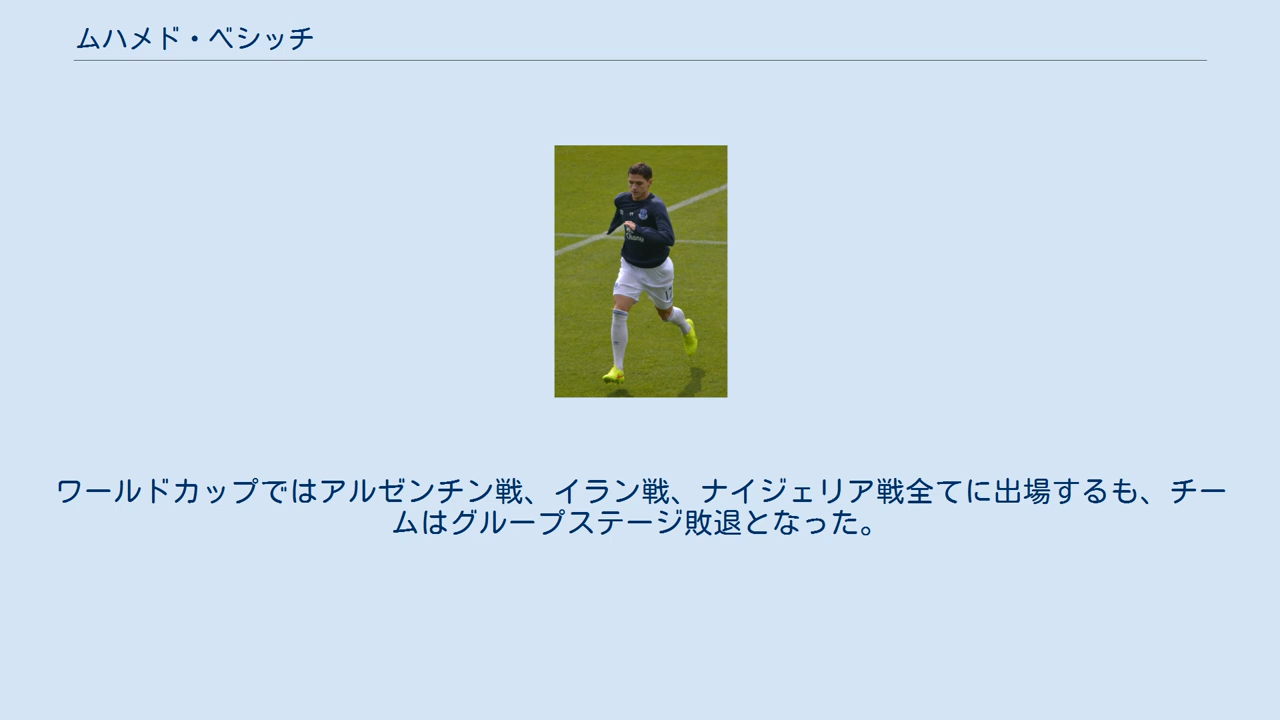 ムハメド・ベシッチ
17
ワールドカップではアルゼンチン戦、イラン戦、ナイジェリア戦全てに出場するも、チー
ムはグループステージ敗退となった。